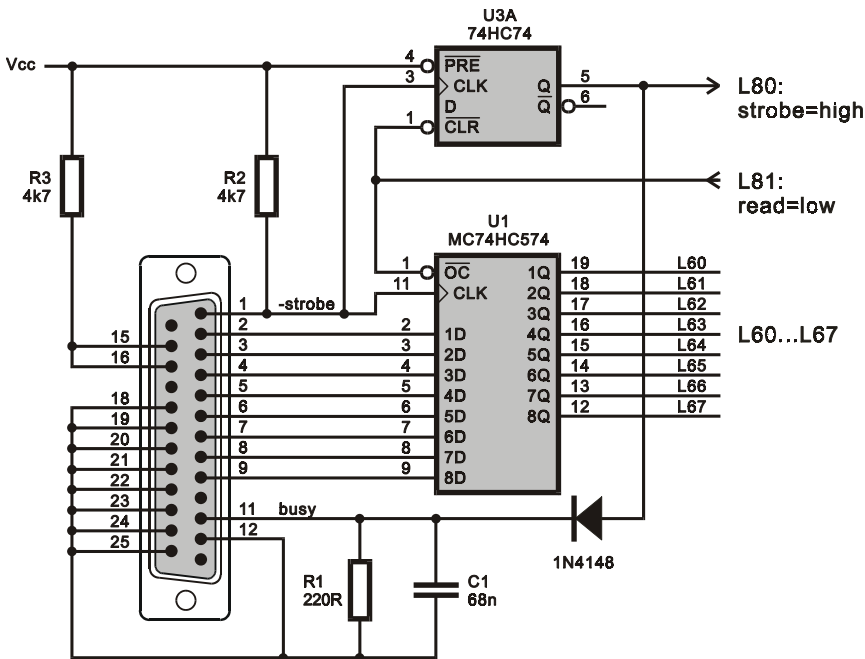 U3A
74HC74
Vcc
4
PRE
3
CLK
D
1
CLR
Q
5
Q
6
L80:
strobe=high
L81:
read=low
R3
4k7
R2
4k7
U1
MC74HC574
1
OC
11
CLK
1
-strobe
2
3
4
5
6
7
8
9
11
busy
12
15
16
18
19
20
21
22
23
24
25
2
1D
3
2D
4
3D
5
4D
6
5D
7
6D
8
7D
9
8D
1Q
19
L60
2Q
18
L61
3Q
17
L62
4Q
16
L63
5Q
15
L64
6Q
14
L65
7Q
13
L66
8Q
12
L67
L60...L67
1N4148
R1
220R
C1
68n